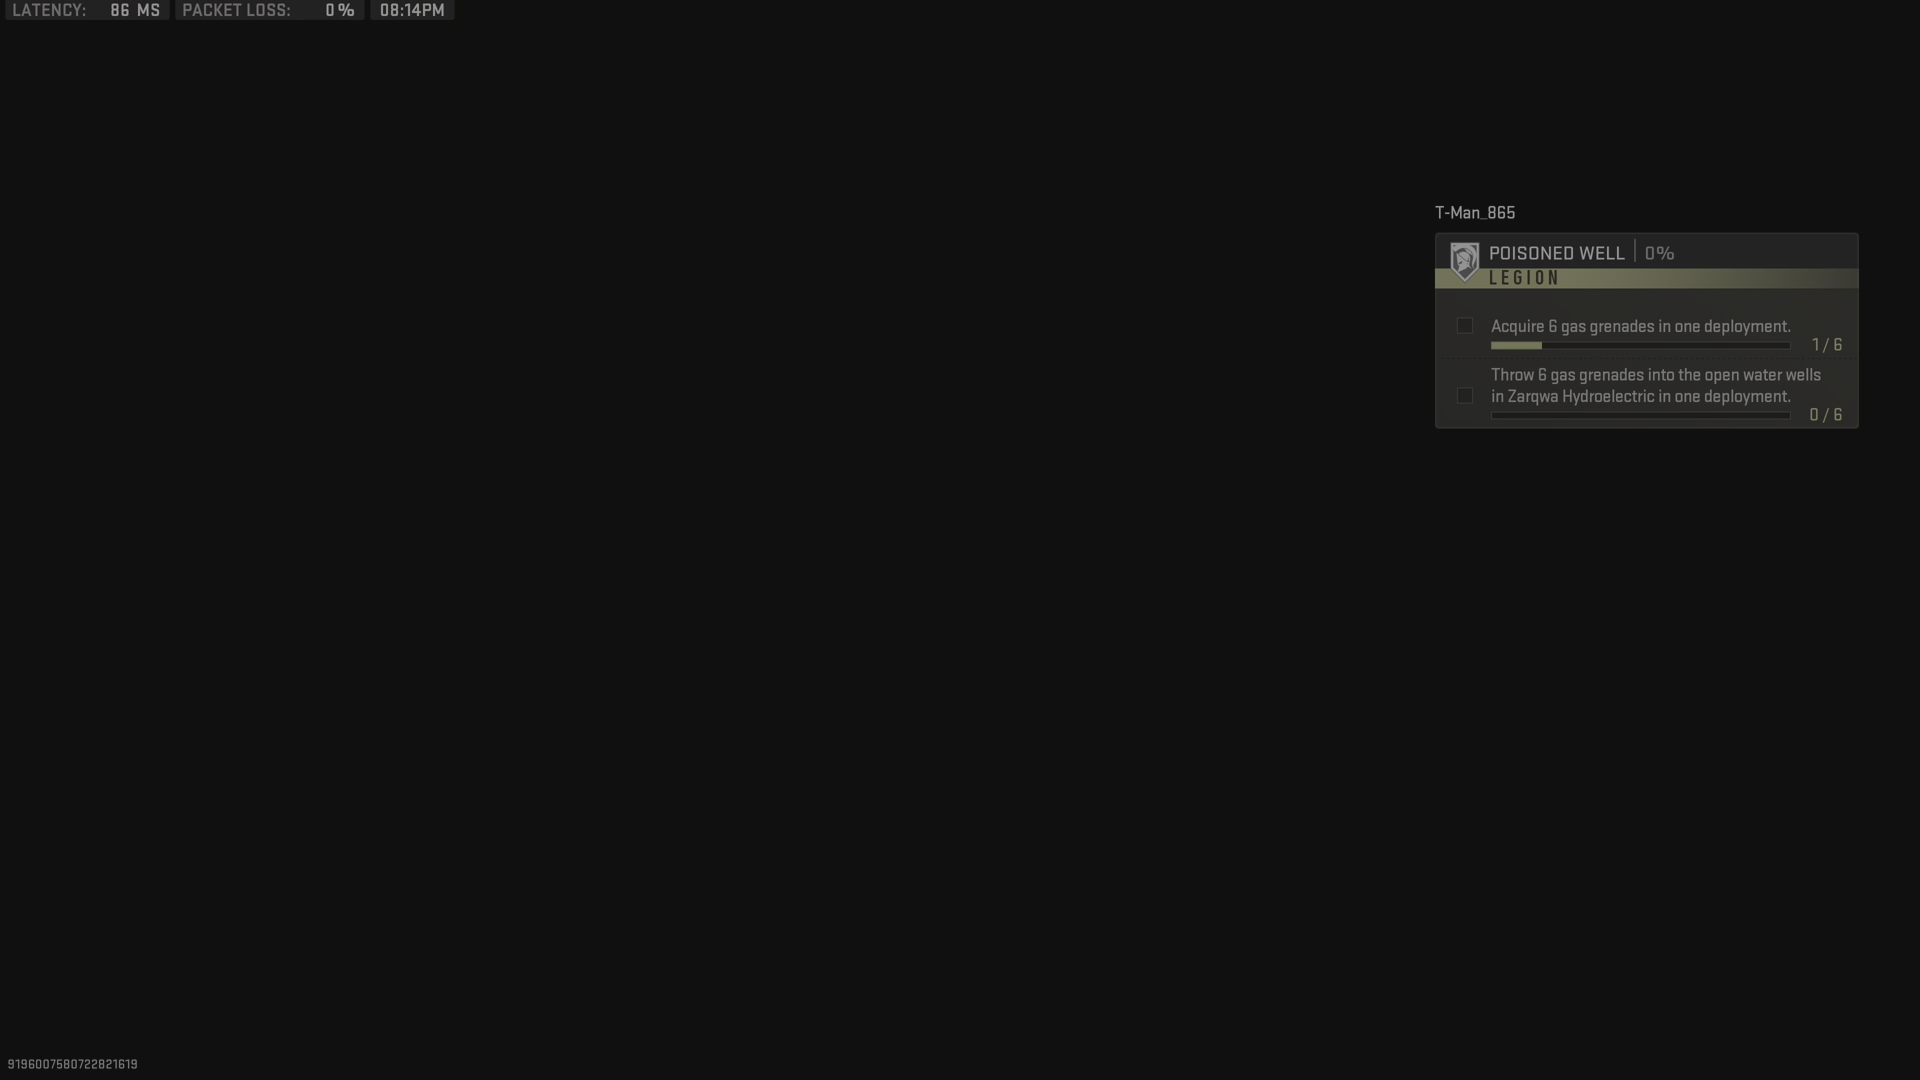 LATENCY: 86 MS PACKET LOSS: 0 % 08:14PM
T-Man_865
POISONED WELL 0%
LEGION
Acquire 6 gas grenades in one deployment.
1 / 6
Throw 6 gas grenades into the open water wells
in Zarqwa Hydroelectric in one deployment.
0 / 6
9196007580722821619